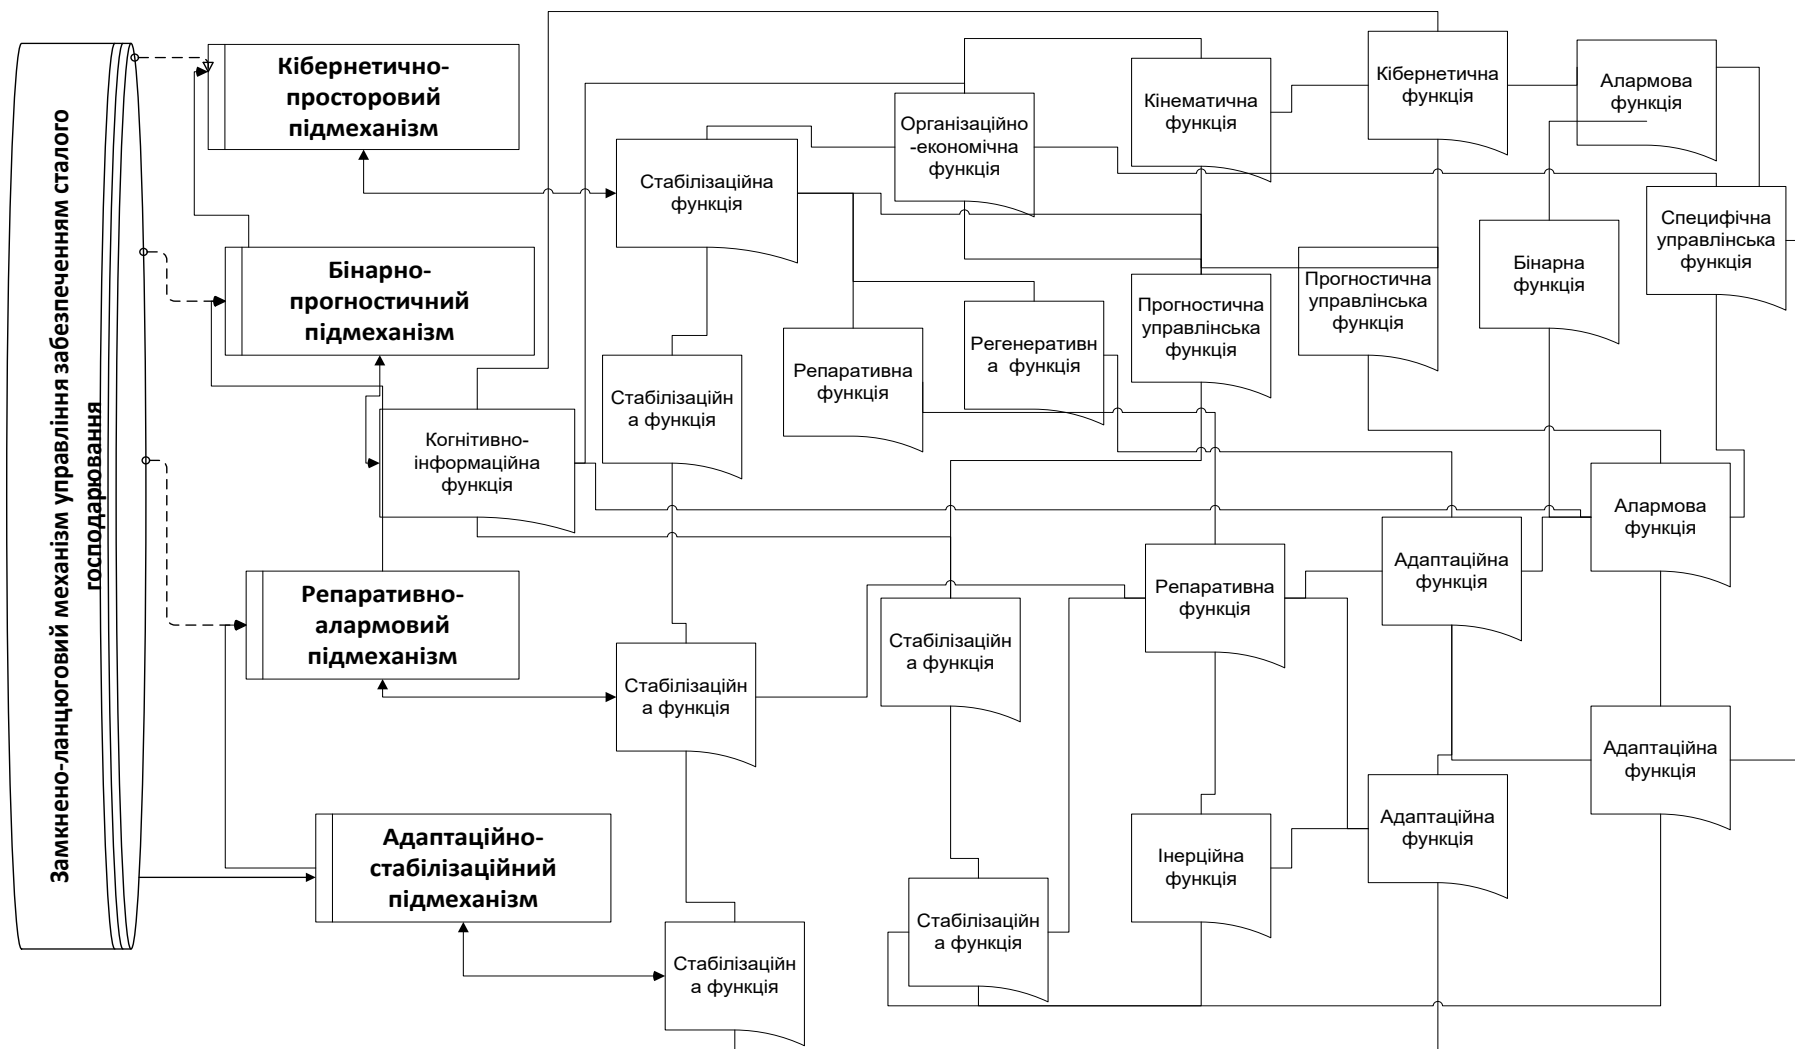 Замкнено-ланцюговий механізм управління забезпеченням сталого
господарювання
Кібернетично-
просторовий
підмеханізм
Бінарно-
прогностичний
підмеханізм
Репаративно-
алармовий
підмеханізм
Адаптаційно-
стабілізаційний
підмеханізм
Стабілізаційна
функція
Організаційно
-економічна
функція
Кінематична
функція
Кібернетична
функція
Алармова
функція
Специфічна
управлінська
функція
Бінарна
функція
Прогностична
управлінська
функція
Прогностична
управлінська
функція
Регенеративн
а функція
Репаративна
функція
Стабілізаційн
а функція
Когнітивно-
інформаційна
функція
Алармова
функція
Адаптаційна
функція
Репаративна
функція
Стабілізаційн
а функція
Стабілізаційн
а функція
Адаптаційна
функція
Адаптаційна
функція
Інерційна
функція
Стабілізаційн
а функція
Стабілізаційн
а функція